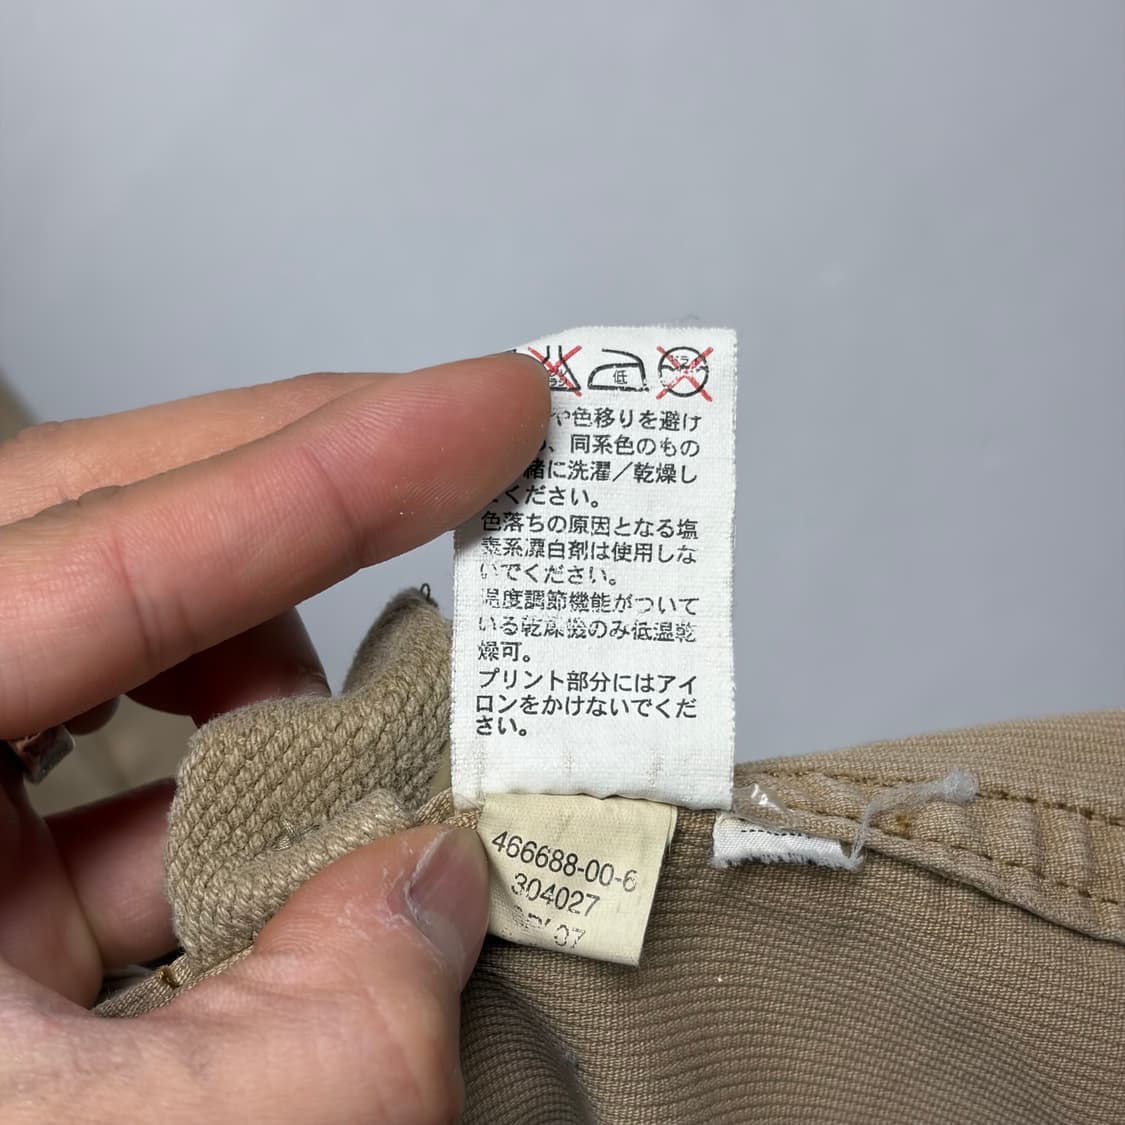 低 ドライ
や色移りを避け
、同系色のもの
緒に洗濯／乾燥し
ください。
色落ちの原因となる塩
素系漂白剤は使用しな
いでください。
温度調節機能がついて
いる乾燥機のみ低温乾
燥可。
プリント部分にはアイ
ロンをかけないでくだ
さい。
466688-00-6
304027
07